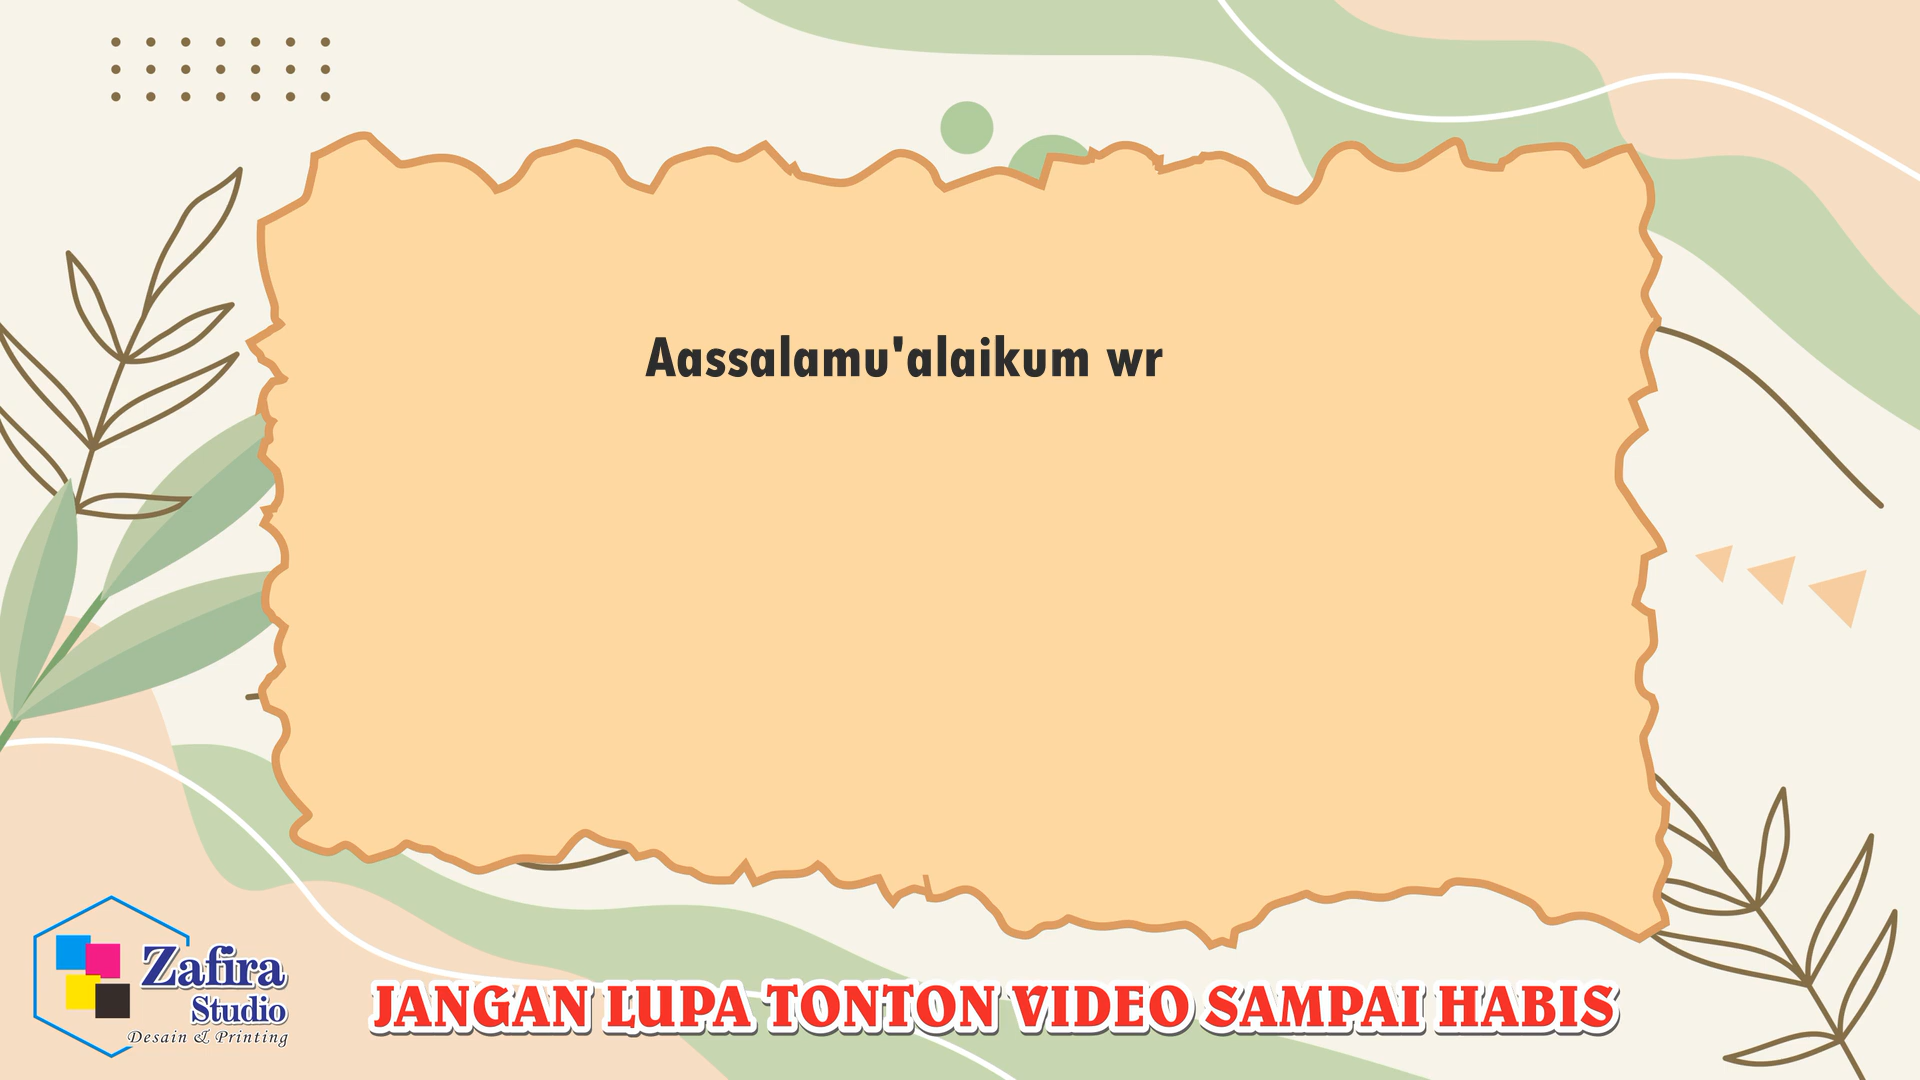 Aassalamu'alaikum wr
Zafira
Studio
Desain & Printing
JANGAN LUPA TONTON VIDEO SAMPAI HABIS